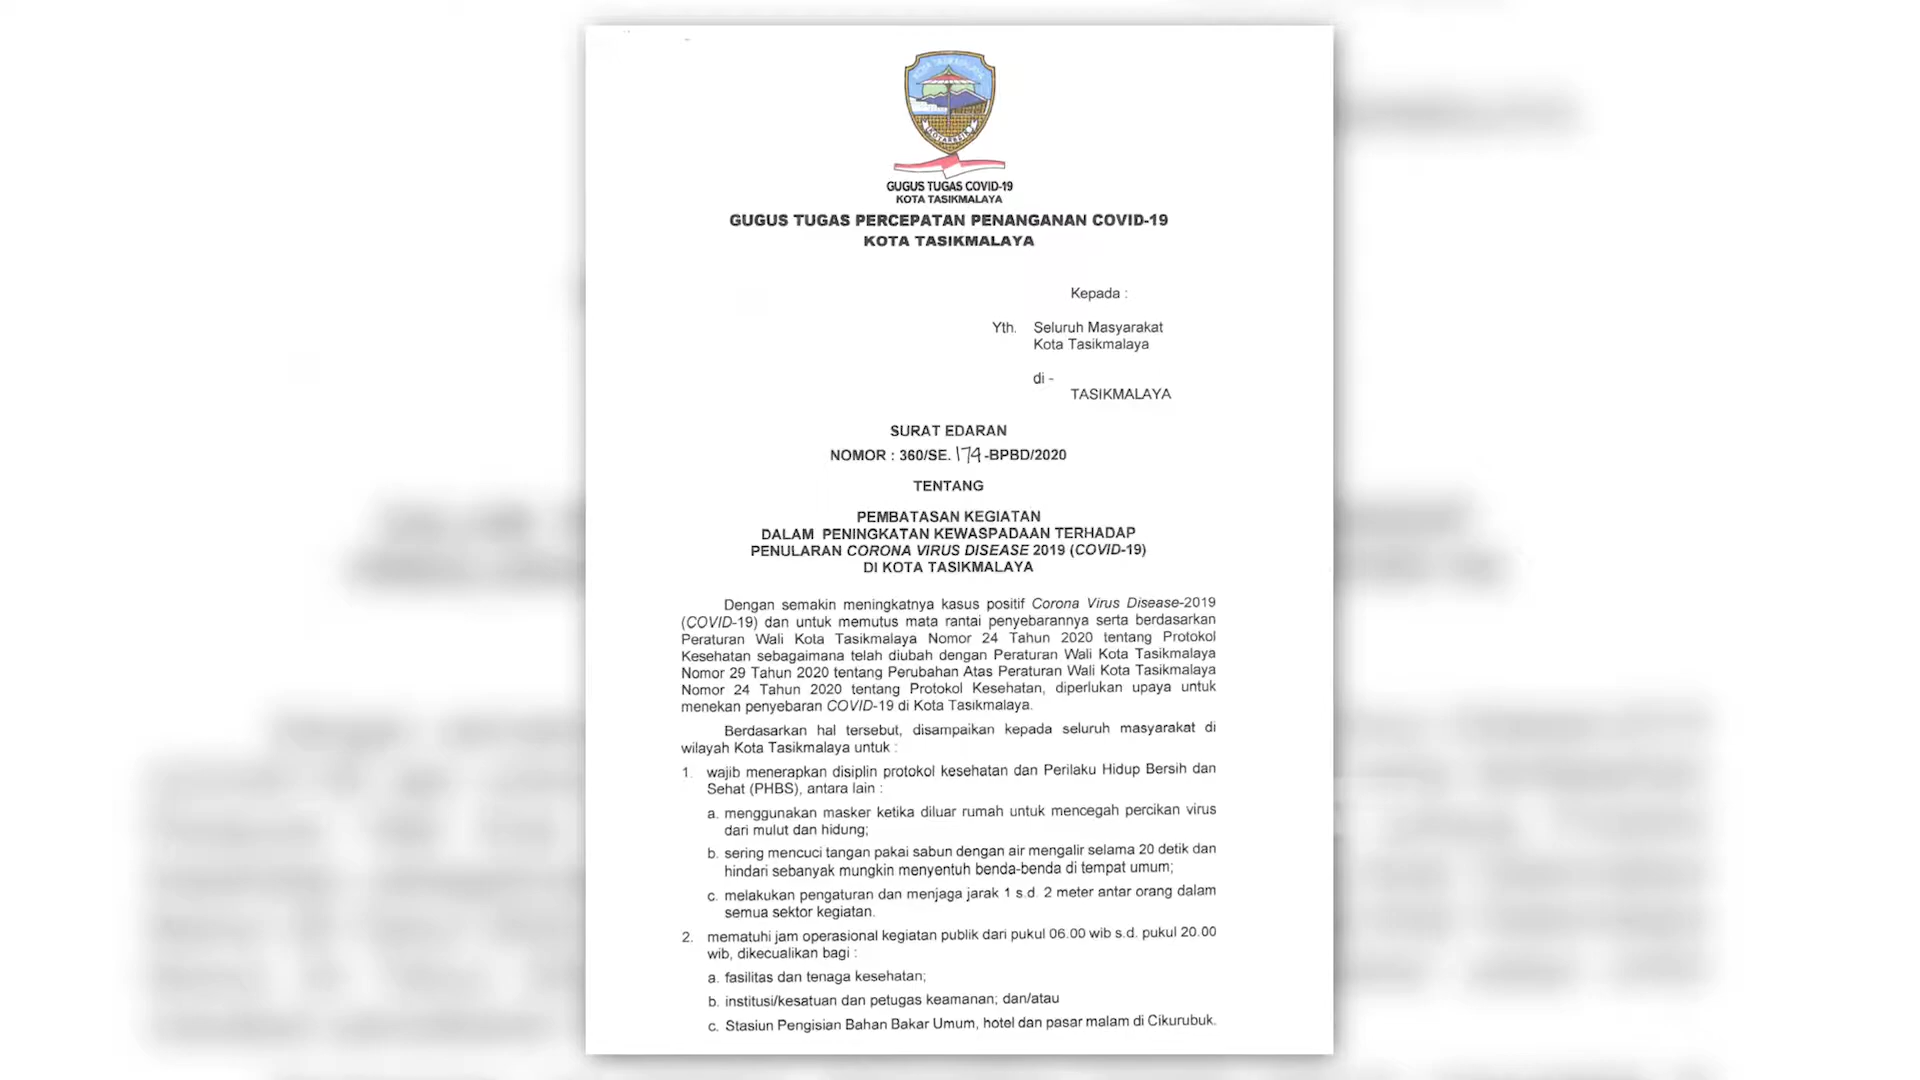 KOTA TASIKMALAYA
GUGUS TUGAS COVID-19
KOTA TASIKMALAYA
GUGUS TUGAS PERCEPATAN PENANGANAN COVID-19
KOTA TASIKMALAYA
Kepada :
Yth. Seluruh Masyarakat
Kota Tasikmalaya
di -
TASIKMALAYA
SURAT EDARAN
NOMOR : 360/SE.179-BPBD/2020
TENTANG
PEMBATASAN KEGIATAN
DALAM PENINGKATAN KEWASPADAAN TERHADAP
PENULARAN CORONA VIRUS DISEASE 2019 (COVID-19)
DI KOTA TASIKMALAYA
Dengan semakin meningkatnya kasus positif Corona Virus Disease-2019
(COVID-19) dan untuk memutus mata rantai penyebarannya serta berdasarkan
Peraturan Wali Kota Tasikmalaya Nomor 24 Tahun 2020 tentang Protokol
Kesehatan sebagaimana telah diubah dengan Peraturan Wali Kota Tasikmalaya
Nomor 29 Tahun 2020 tentang Perubahan Atas Peraturan Wali Kota Tasikmalaya
Nomor 24 Tahun 2020 tentang Protokol Kesehatan, diperlukan upaya untuk
menekan penyebaran COVID-19 di Kota Tasikmalaya.
Berdasarkan hal tersebut, disampaikan kepada seluruh masyarakat di
wilayah Kota Tasikmalaya untuk :
1. wajib menerapkan disiplin protokol kesehatan dan Perilaku Hidup Bersih dan
Sehat (PHBS), antara lain :
a. menggunakan masker ketika diluar rumah untuk mencegah percikan virus
dari mulut dan hidung;
b. sering mencuci tangan pakai sabun dengan air mengalir selama 20 detik dan
hindari sebanyak mungkin menyentuh benda-benda di tempat umum;
c. melakukan pengaturan dan menjaga jarak 1 s.d. 2 meter antar orang dalam
semua sektor kegiatan.
2. mematuhi jam operasional kegiatan publik dari pukul 06.00 wib s.d. pukul 20.00
wib, dikecualikan bagi :
a. fasilitas dan tenaga kesehatan;
b. institusi/kesatuan dan petugas keamanan; dan/atau
c. Stasiun Pengisian Bahan Bakar Umum, hotel dan pasar malam di Cikurubuk.